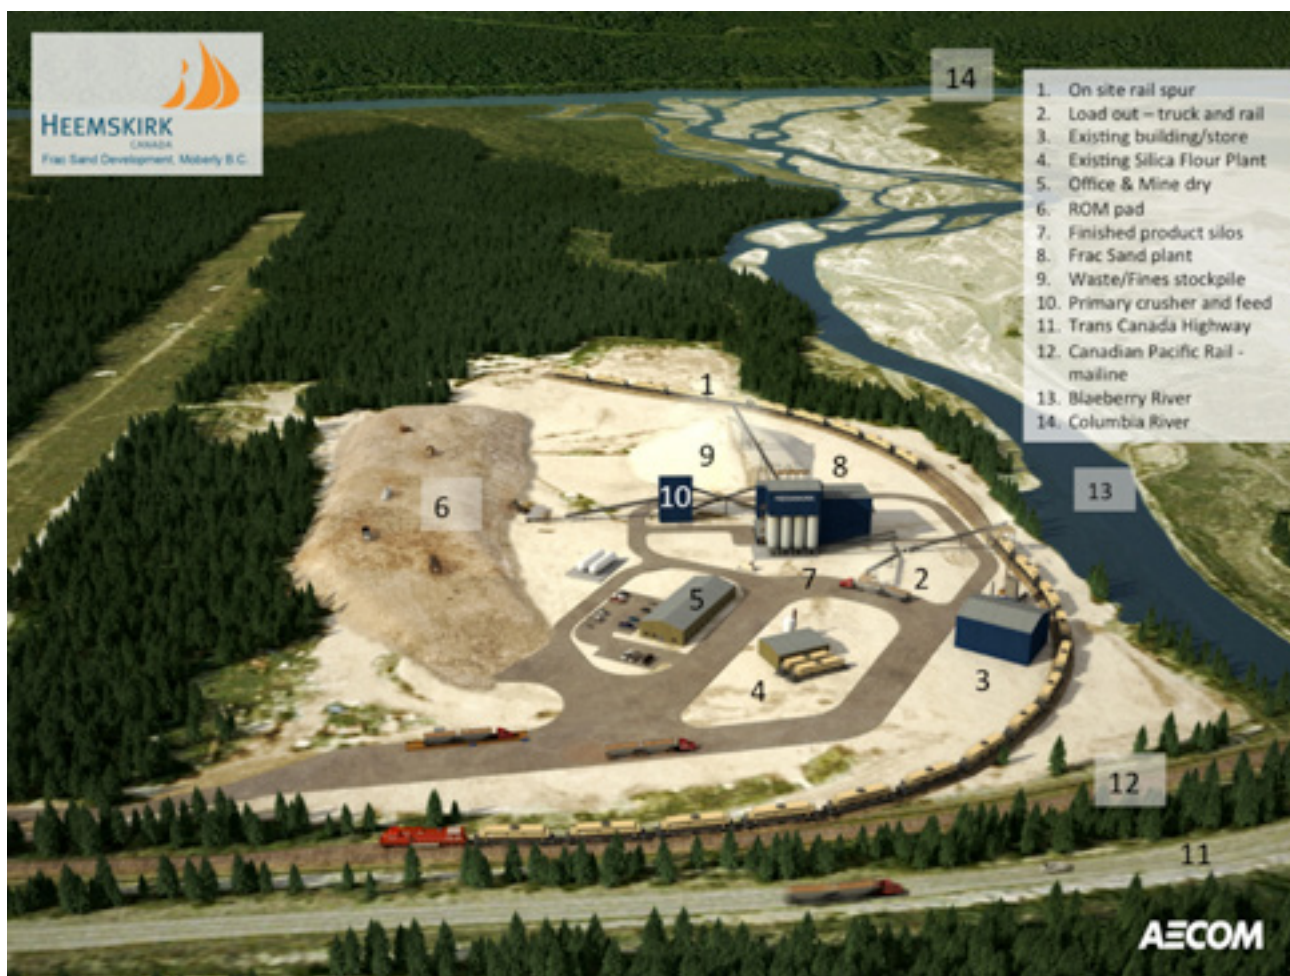 HEEMSKIRK
CANADA
Frac Sand Development, Moberly B.C.
14
1. On site rail spur
2. Load out – truck and rail
3. Existing building/store
4. Existing Silica Flour Plant
5. Office & Mine dry
6. ROM pad
7. Finished product silos
8. Frac Sand plant
9. Waste/Fines stockpile
10. Primary crusher and feed
11. Trans Canada Highway
12. Canadian Pacific Rail -
mailine
13. Blaeberry River
14. Columbia River
1
9
8
10
HEEMSKIRK
6
13
7
2
5
4
3
12
11
AECOM